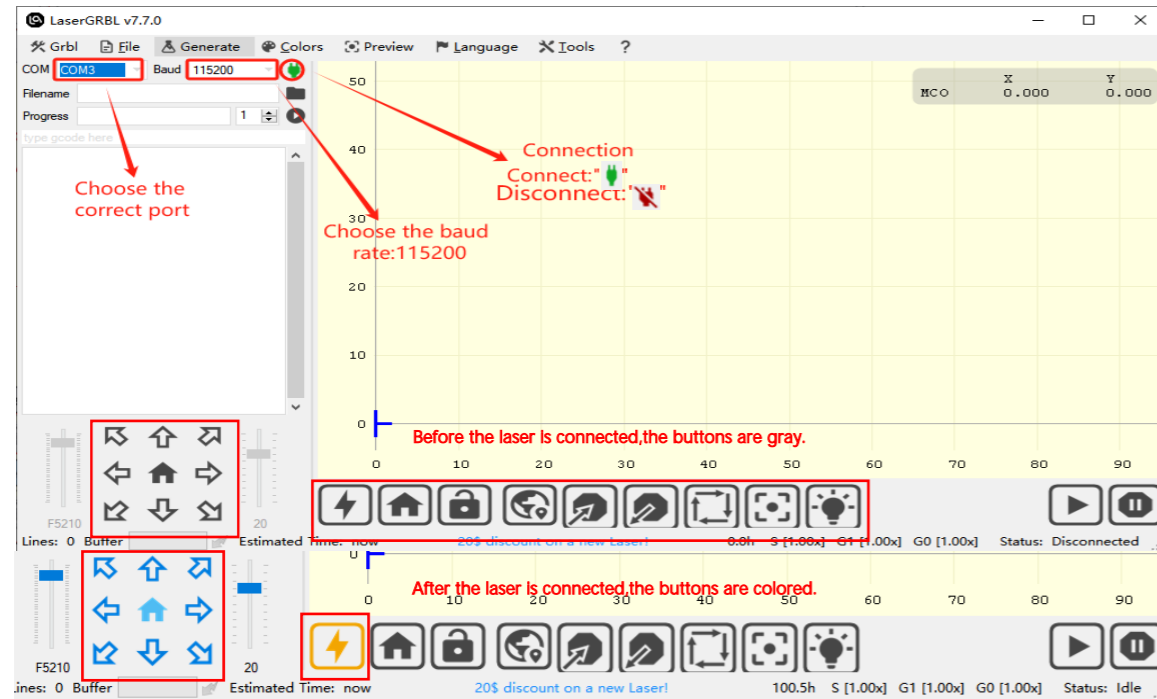 LaserGRBL v7.7.0
Grbl File Generate Colors Preview Language Tools ?
COM COM3 Baud 115200
Filename
Progress 1
type gcode here
X Y
MCO 0.000 0.000
50
40
30
20
10
0
Connection
Connect:" "
Disconnect:" "
Choose the
correct port
Choose the baud
rate:115200
Before the laser is connected,the buttons are gray.
0 10 20 30 40 50 60 70 80 90
F5210 20
Lines: 0 Buffer Estimated Time: now 20$ discount on a new Laser! 0.0h S [1.00x] G1 [1.00x] G0 [1.00x] Status: Disconnected
0
After the laser is connected,the buttons are colored.
0 10 20 30 40 50 60 70 80 90
F5210 20
ines: 0 Buffer Estimated Time: now 20$ discount on a new Laser! 100.5h S [1.00x] G1 [1.00x] G0 [1.00x] Status: Idle